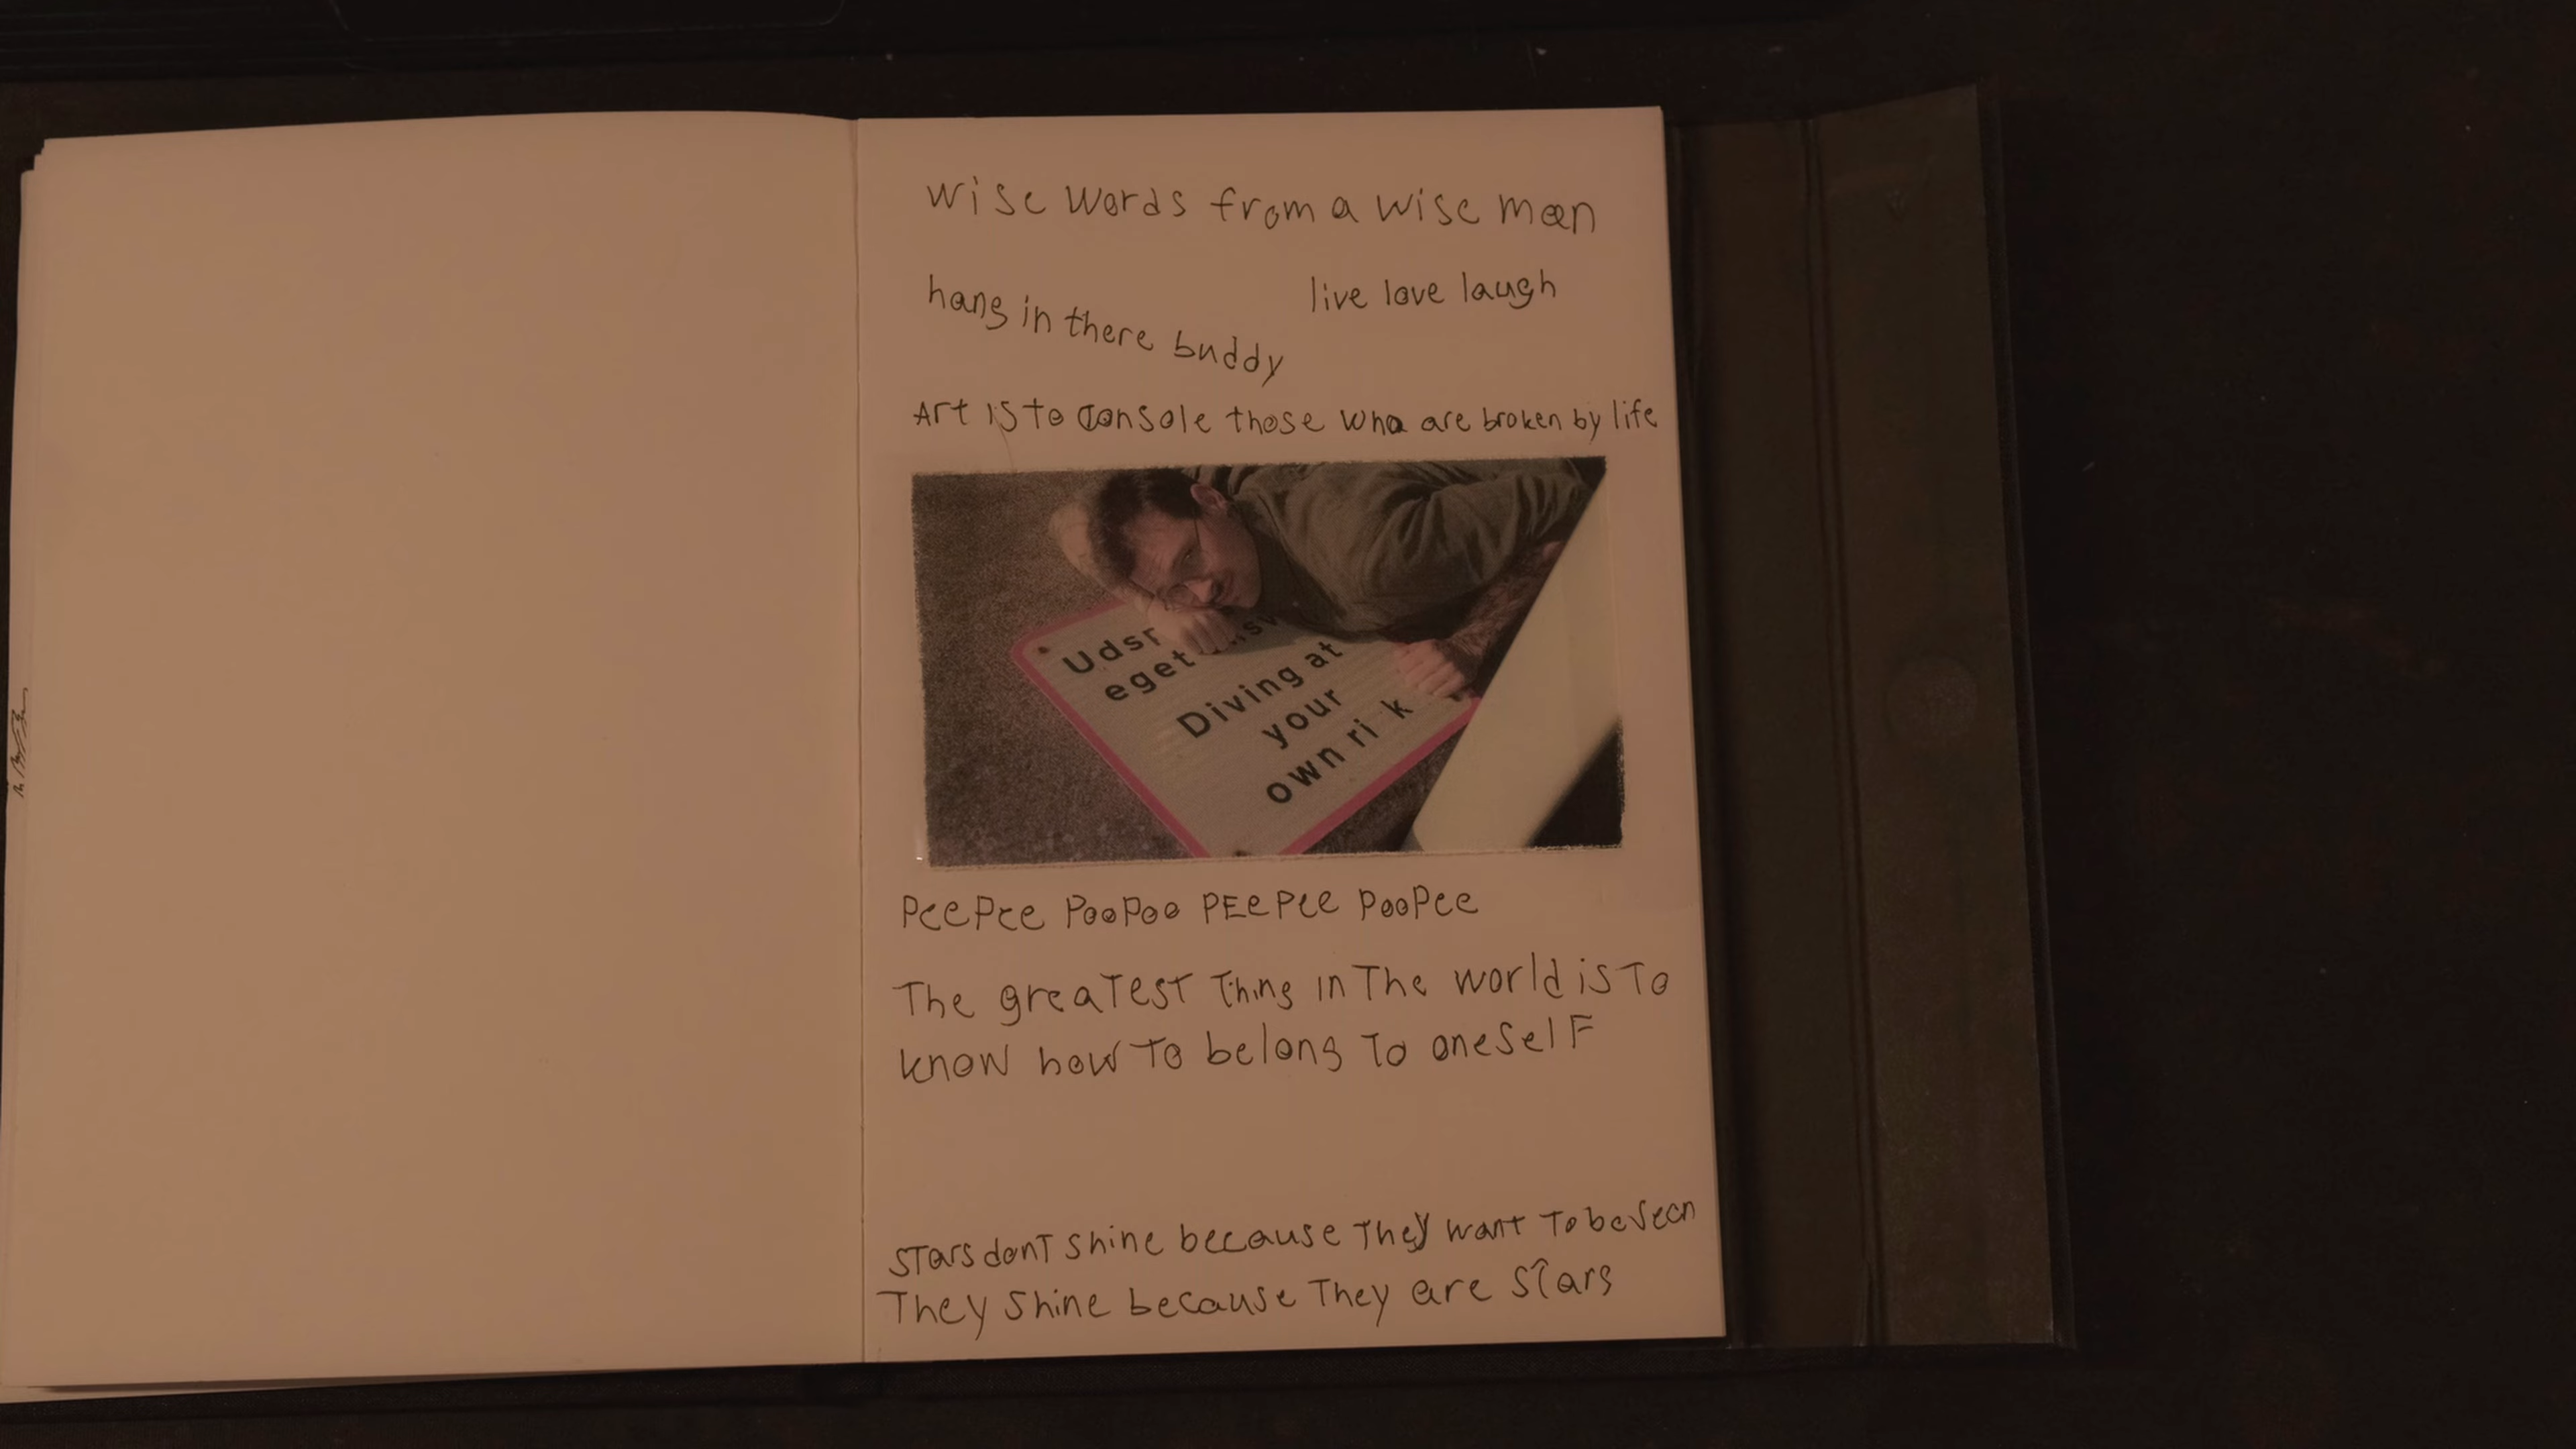 wise words from a wise man
hang in there buddy
live love laugh
Art is to console those who are broken by life
Udsr
eget
Diving at
your
own ri k
PeePee PooPoo PEePee PooPee
The greaTesT Thing in The world is To
know how To belong To oneself
STars donT shine because They want To be seen
They shine because They are sTars